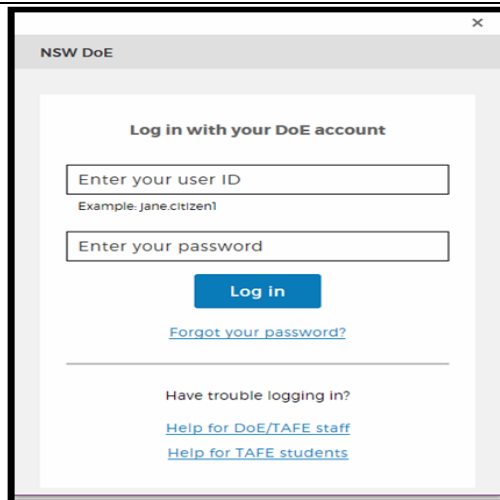 ×
NSW DoE
Log in with your DoE account
Enter your user ID
Example: jane.citizen1
Enter your password
Log in
Forgot your password?
Have trouble logging in?
Help for DoE/TAFE staff
Help for TAFE students